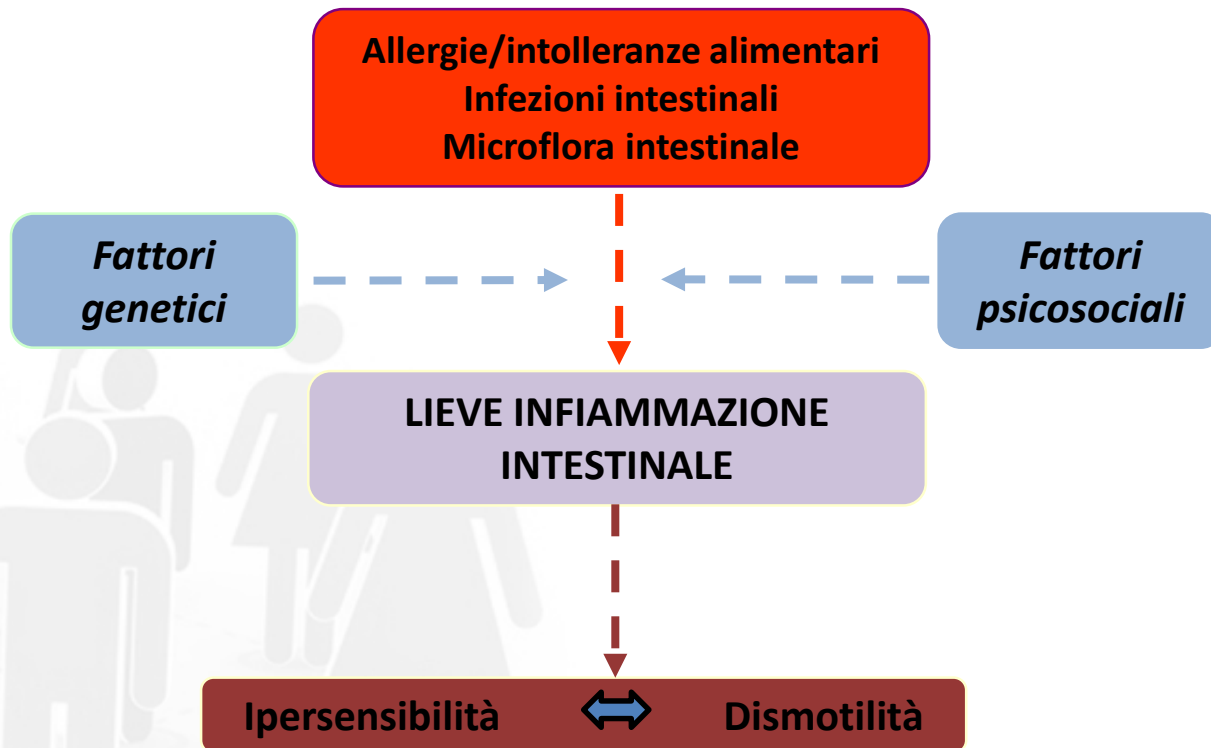 Allergie/intolleranze alimentari
Infezioni intestinali
Microflora intestinale
Fattori
genetici
Fattori
psicosociali
LIEVE INFIAMMAZIONE
INTESTINALE
Ipersensibilità
Dismotilità